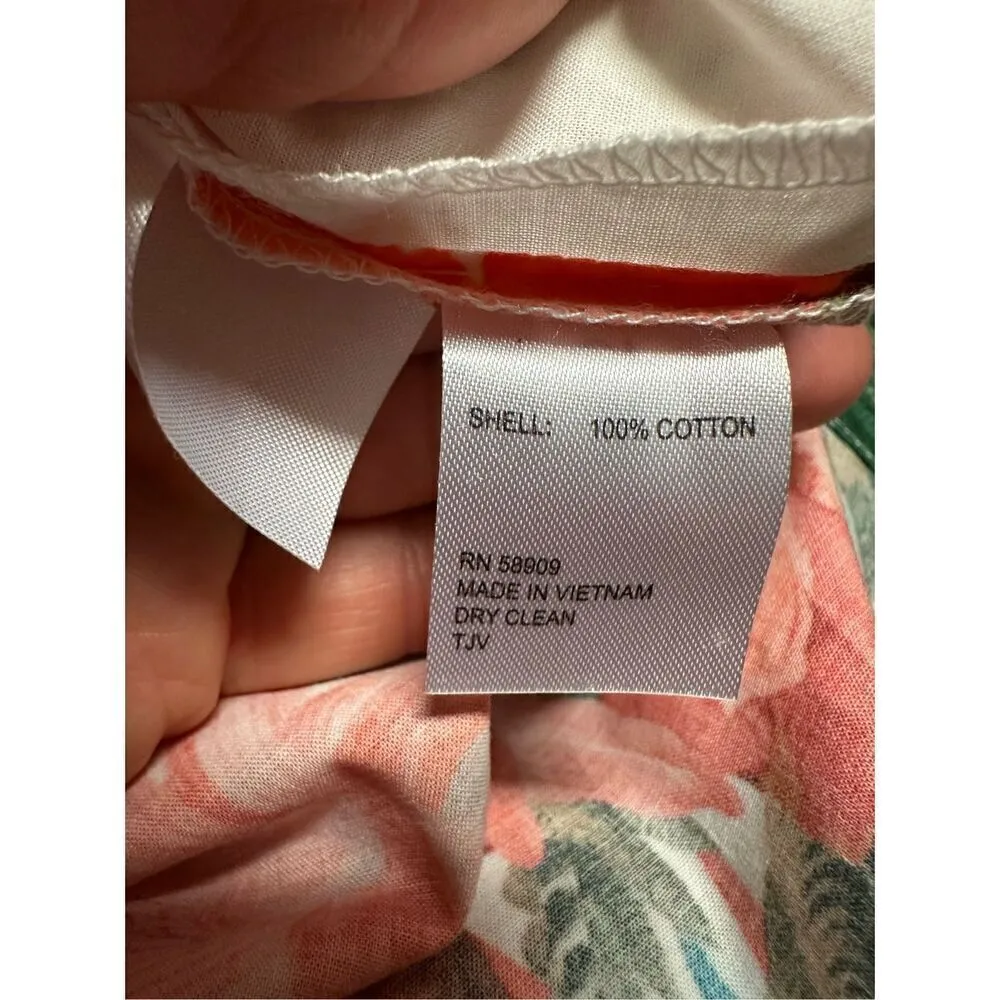 SHELL: 100% COTTON
RN 58909
MADE IN VIETNAM
DRY CLEAN
TJV